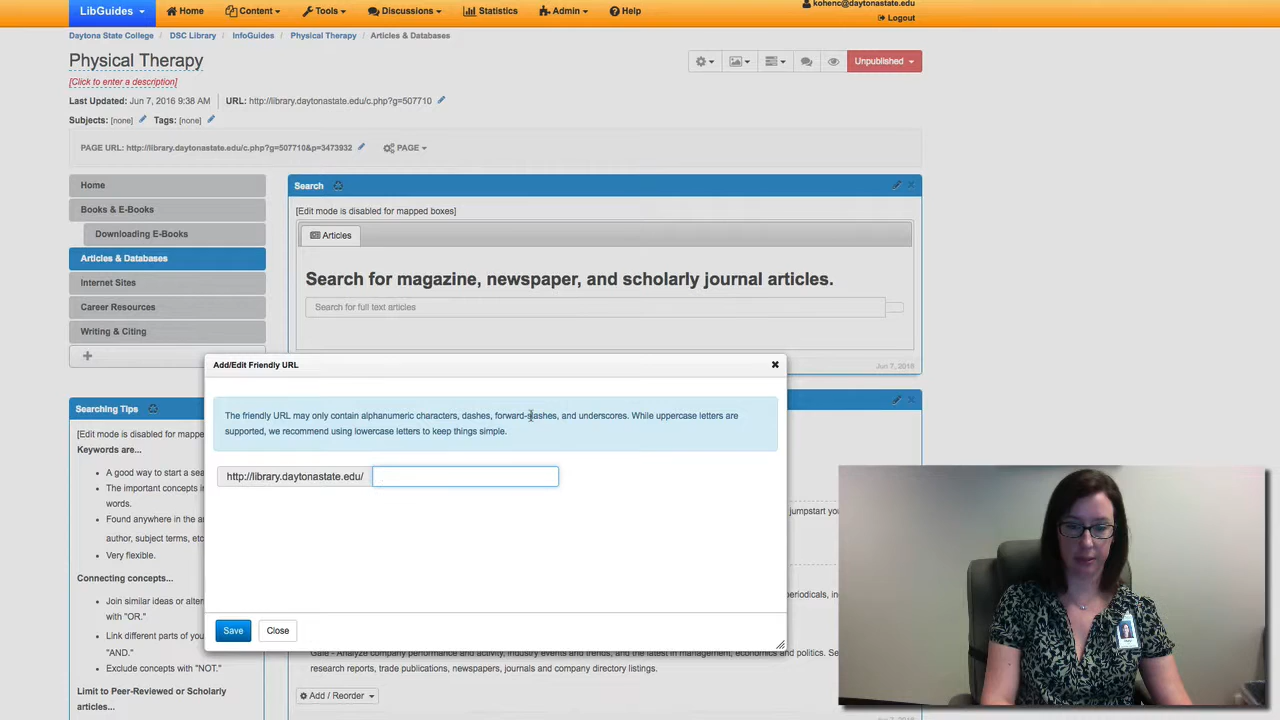 LibGuides Home Content Tools Discussions Statistics Admin Help
kohenc@daytonastate.edu
Logout
Daytona State College / DSC Library / InfoGuides / Physical Therapy / Articles & Databases
Physical Therapy
Unpublished
[Click to enter a description]
Last Updated: Jun 7, 2016 9:38 AM URL: http://library.daytonastate.edu/c.php?g=507710
Subjects: [none] Tags: [none]
PAGE URL: http://library.daytonastate.edu/c.php?g=507710&p=3473932 PAGE
Home
Books & E-Books
Downloading E-Books
Articles & Databases
Internet Sites
Career Resources
Writing & Citing
Search
[Edit mode is disabled for mapped boxes]
Articles
Search for magazine, newspaper, and scholarly journal articles.
Search for full text articles
Jun 7, 2016
Add/Edit Friendly URL
The friendly URL may only contain alphanumeric characters, dashes, forward-slashes, and underscores. While uppercase letters are
supported, we recommend using lowercase letters to keep things simple.
http://library.daytonastate.edu/
Save Close
Searching Tips
[Edit mode is disabled for mapped
Keywords are...
A good way to start a
The important concepts
words.
Found anywhere in the
author, subject terms, etc
Very flexible.
Connecting concepts...
Join similar ideas or
with "OR."
Link different parts of
"AND."
Exclude concepts with "NOT."
Limit to Peer-Reviewed or Scholarly
articles...
jumpstart
periodicals,
Gale - Analyze company performance and activity, industry events and trends, and the latest in management, economics and politics.
research reports, trade publications, newspapers, journals and company directory listings.
Add / Reorder